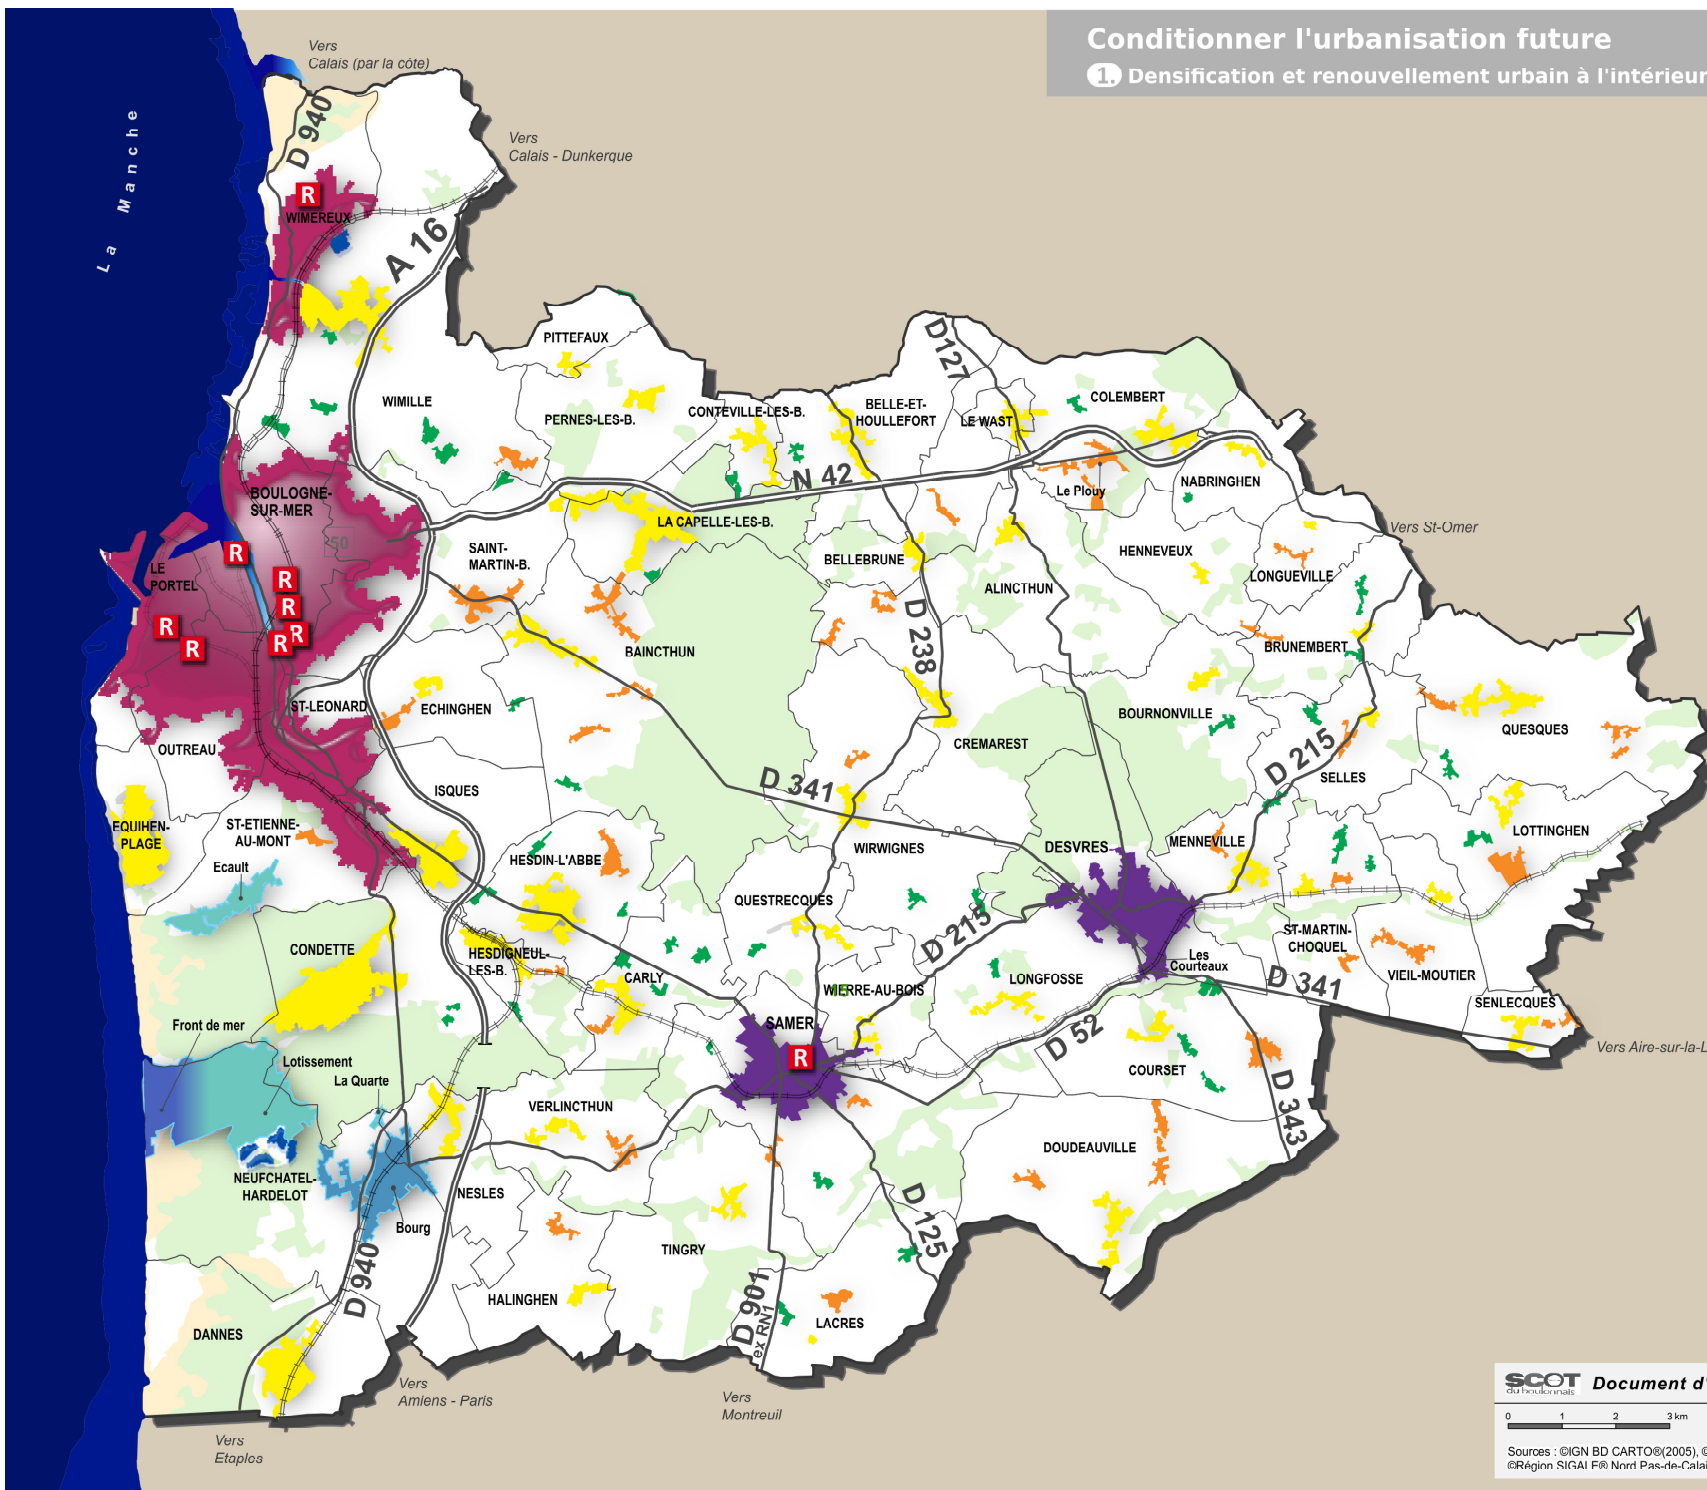 Conditionner l'urbanisation future
1. Densification et renouvellement urbain à l'intérieur
Vers
Calais (par la côte)
Vers
Calais - Dunkerque
La Manche
D 940
R
WIMEREUX
A 16
PITTEFAUX
WIMILLE
PERNES-LES-B.
CONTEVILLE-LES-B.
BELLE-ET-
HOULLEFORT
D127
LE WAST
COLEMBERT
N 42
Le Plouy
NABRINGHEN
BOULOGNE-
SUR-MER
50
LA CAPELLE-LES-B.
Vers St-Omer
SAINT-
MARTIN-B.
BELLEBRUNE
HENNEVEUX
LONGUEVILLE
ALINCTHUN
LE
PORTEL
R
R
R
R
R
R
R
D 238
BAINCTHUN
BRUNEMBERT
ST-LEONARD
ECHINGHEN
BOURNONVILLE
QUESQUES
OUTREAU
CREMAREST
D 215
SELLES
ISQUES
D 341
EQUIHEN-
PLAGE
ST-ETIENNE-
AU-MONT
Ecault
HESDIN-L'ABBE
WIRWIGNES
DESVRES
MENNEVILLE
LOTTINGHEN
QUESTRECQUES
D 215
CONDETTE
HESDIGNEUL-
LES-B.
CARLY
WIERRE-AU-BOIS
LONGFOSSE
Les
Courteaux
ST-MARTIN-
CHOQUEL
VIEIL-MOUTIER
D 341
SENLECQUES
Front de mer
SAMER
R
D 52
Vers Aire-sur-la-L
Lotissement
La Quarte
COURSET
VERLINCTHUN
D 343
DOUDEAUVILLE
NEUFCHATEL-
HARDELOT
NESLES
Bourg
D 125
TINGRY
D 940
HALINGHEN
D 901
ex RN1
LACRES
DANNES
Vers
Amiens - Paris
Vers
Montreuil
Vers
Etaples
SCOT
du boulonnais
Document d'
0 1 2 3 km
Sources : ©IGN BD CARTO®(2005), ©
©Région SIGALE® Nord Pas-de-Calai